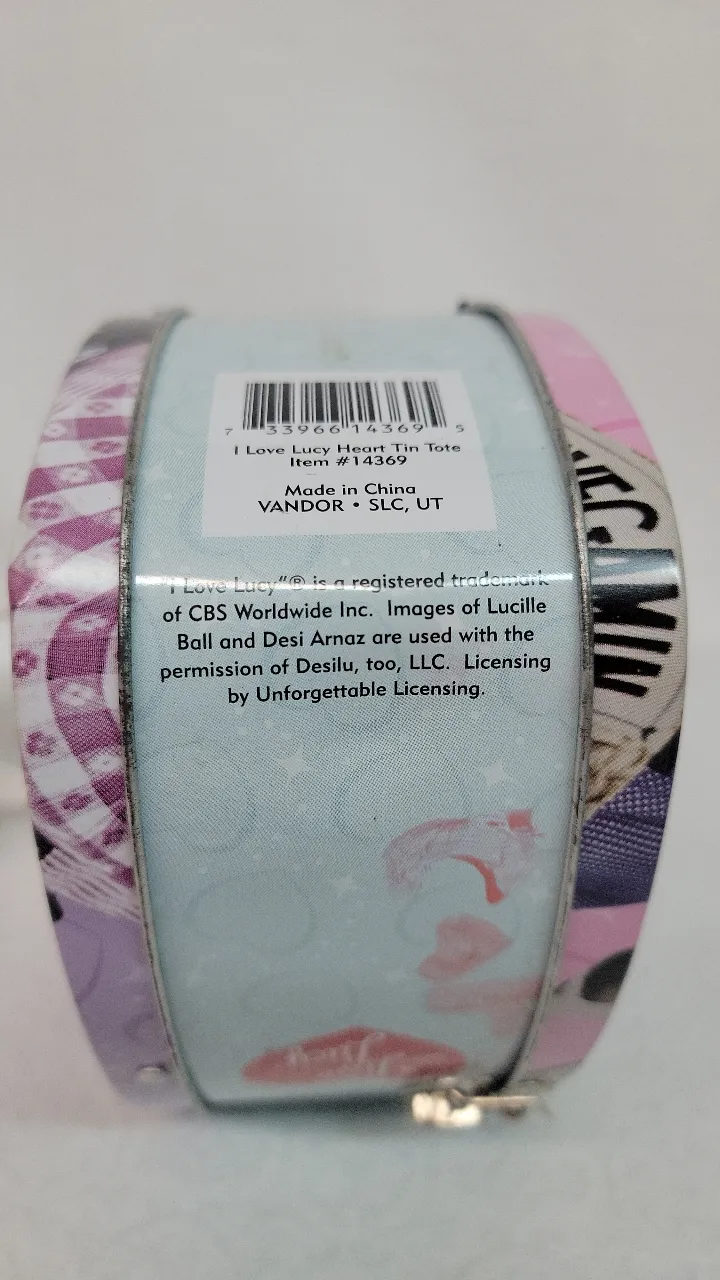 7 33966 14369 5
I Love Lucy Heart Tin Tote
Item #14369
Made in China
VANDOR • SLC, UT
"I Love Lucy"® is a registered trademark
of CBS Worldwide Inc. Images of Lucille
Ball and Desi Arnaz are used with the
permission of Desilu, too, LLC. Licensing
by Unforgettable Licensing.
VEGAMIN